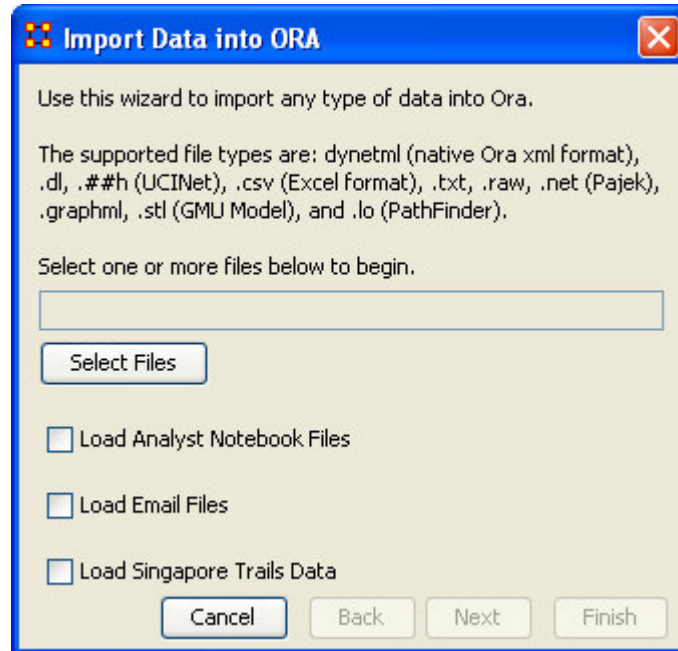 Import Data into ORA
Use this wizard to import any type of data into Ora.
The supported file types are: dynetml (native Ora xml format),
.dl, .##h (UCINet), .csv (Excel format), .txt, .raw, .net (Pajek),
.graphml, .stl (GMU Model), and .lo (PathFinder).
Select one or more files below to begin.
Select Files
Load Analyst Notebook Files
Load Email Files
Load Singapore Trails Data
Cancel Back Next Finish